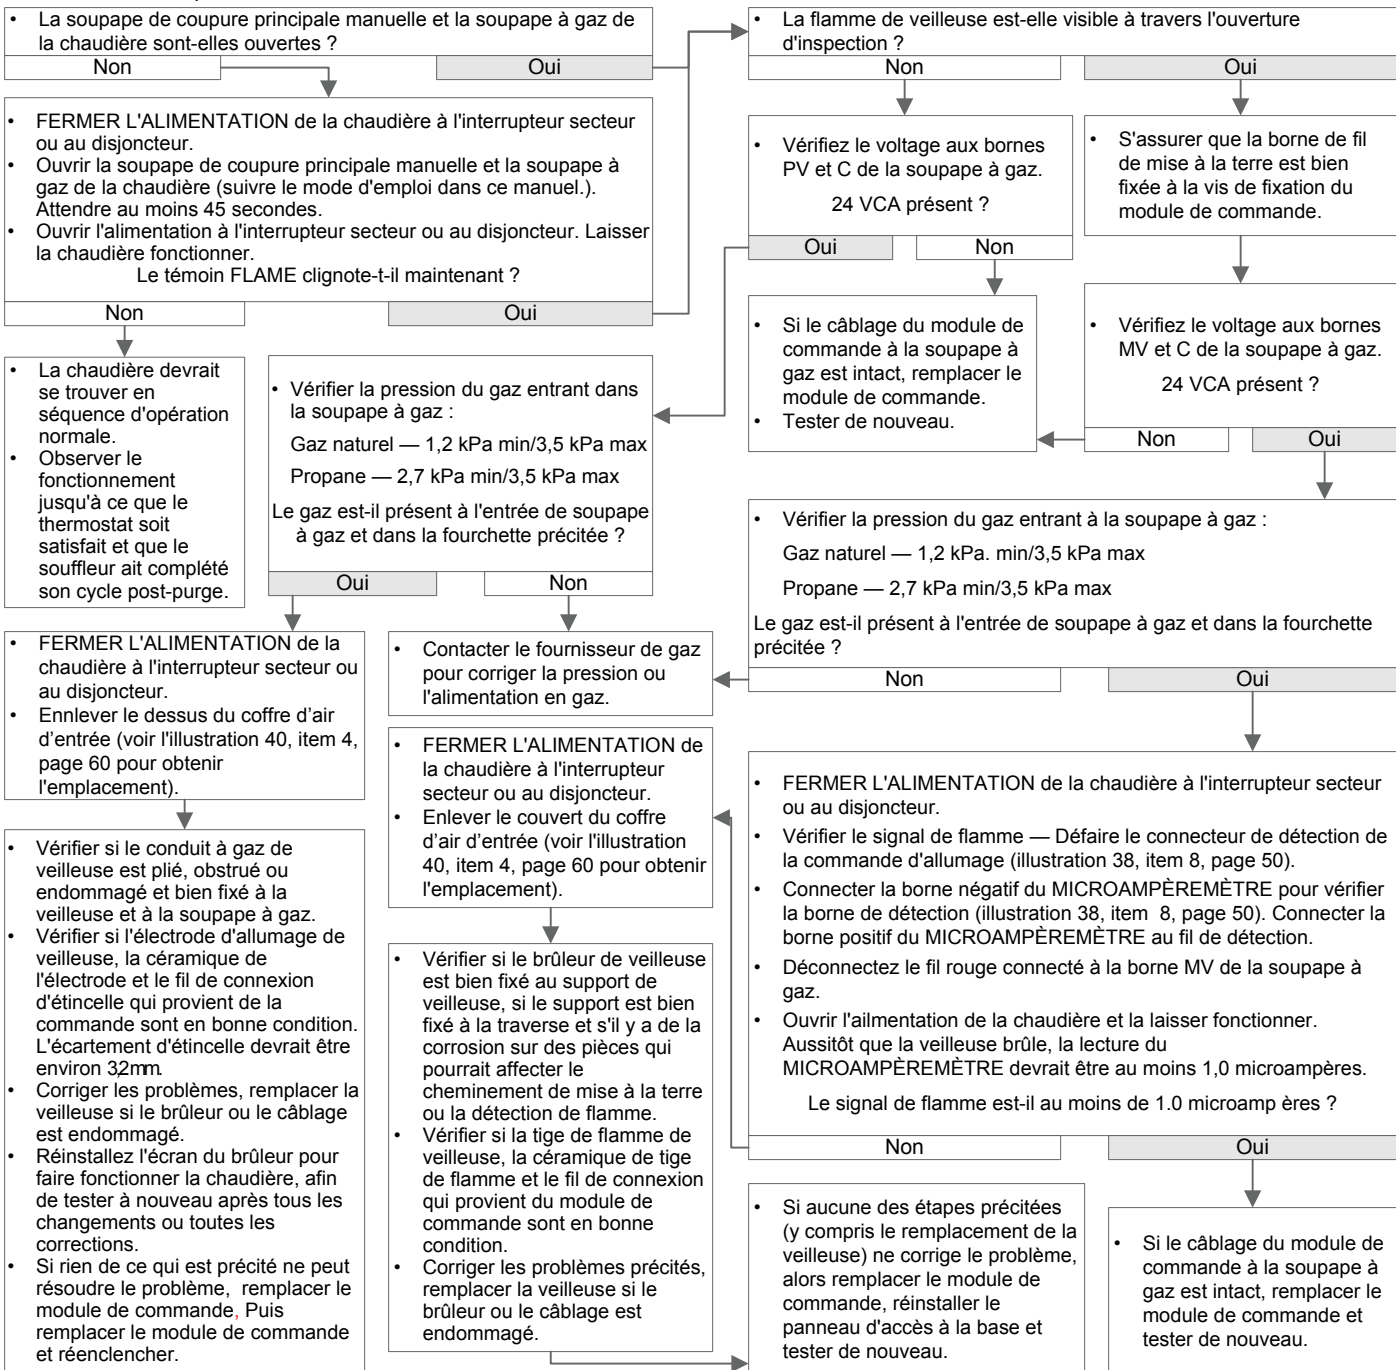 • La soupape de coupure principale manuelle et la soupape à gaz de
la chaudière sont-elles ouvertes ?
Non
Oui
• FERMER L'ALIMENTATION de la chaudière à l'interrupteur secteur
ou au disjoncteur.
• Ouvrir la soupape de coupure principale manuelle et la soupape à
gaz de la chaudière (suivre le mode d'emploi dans ce manuel.).
Attendre au moins 45 secondes.
• Ouvrir l'alimentation à l'interrupteur secteur ou au disjoncteur. Laisser
la chaudière fonctionner.
Le témoin FLAME clignote-t-il maintenant ?
Non
Oui
• La chaudière devrait
se trouver en
séquence d'opération
normale.
• Observer le
fonctionnement
jusqu'à ce que le
thermostat soit
satisfait et que le
souffleur ait complété
son cycle post-purge.
• Vérifier la pression du gaz entrant dans
la soupape à gaz :
Gaz naturel — 1,2 kPa min/3,5 kPa max
Propane — 2,7 kPa min/3,5 kPa max
Le gaz est-il présent à l'entrée de soupape
à gaz et dans la fourchette précitée ?
Oui
Non
• FERMER L'ALIMENTATION de la
chaudière à l'interrupteur secteur ou
au disjoncteur.
• Ennlever le dessus du coffre d'air
d'entrée (voir l'illustration 40, item 4,
page 60 pour obtenir
l'emplacement).
• Vérifier si le conduit à gaz de
veilleuse est plié, obstrué ou
endommagé et bien fixé à la
veilleuse et à la soupape à gaz.
• Vérifier si l'électrode d'allumage de
veilleuse, la céramique de
l'électrode et le fil de connexion
d'étincelle qui provient de la
commande sont en bonne condition.
L'écartement d'étincelle devrait être
environ 3,2mm.
• Corriger les problèmes, remplacer la
veilleuse si le brûleur ou le câblage
est endommagé.
• Réinstallez l'écran du brûleur pour
faire fonctionner la chaudière, afin
de tester à nouveau après tous les
changements ou toutes les
corrections.
• Si rien de ce qui est précité ne peut
résoudre le problème, remplacer le
module de commande, Puis
remplacer le module de commande
et réenclencher.
• Contacter le fournisseur de gaz
pour corriger la pression ou
l'alimentation en gaz.
• FERMER L'ALIMENTATION de
la chaudière à l'interrupteur
secteur ou au disjoncteur.
• Enlever le couvert du coffre
d'air d'entrée (voir l'illustration
40, item 4, page 60 pour obtenir
l'emplacement).
• Vérifier si le brûleur de veilleuse
est bien fixé au support de
veilleuse, si le support est bien
fixé à la traverse et s'il y a de la
corrosion sur des pièces qui
pourrait affecter le
cheminement de mise à la terre
ou la détection de flamme.
• Vérifier si la tige de flamme de
veilleuse, la céramique de tige
de flamme et le fil de connexion
qui provient du module de
commande sont en bonne
condition.
• Corriger les problèmes précités,
remplacer la veilleuse si le
brûleur ou le câblage est
endommagé.
• La flamme de veilleuse est-elle visible à travers l'ouverture
d'inspection ?
Non
Oui
• Vérifiez le voltage aux bornes
PV et C de la soupape à gaz.
24 VCA présent ?
Oui
Non
• S'assurer que la borne de fil
de mise à la terre est bien
fixée à la vis de fixation du
module de commande.
• Si le câblage du module de
commande à la soupape à
gaz est intact, remplacer le
module de commande.
• Tester de nouveau.
• Vérifiez le voltage aux bornes
MV et C de la soupape à gaz.
24 VCA présent ?
Non
Oui
• Vérifier la pression du gaz entrant à la soupape à gaz :
Gaz naturel — 1,2 kPa. min/3,5 kPa max
Propane — 2,7 kPa min/3,5 kPa max
Le gaz est-il présent à l'entrée de soupape à gaz et dans la fourchette
précitée ?
Non
Oui
• FERMER L'ALIMENTATION de la chaudière à l'interrupteur secteur
ou au disjoncteur.
• Vérifier le signal de flamme — Défaire le connecteur de détection de
la commande d'allumage (illustration 38, item 8, page 50).
• Connecter la borne négatif du MICROAMPÈREMÈTRE pour vérifier
la borne de détection (illustration 38, item 8, page 50). Connecter la
borne positif du MICROAMPÈREMÈTRE au fil de détection.
• Déconnectez le fil rouge connecté à la borne MV de la soupape à
gaz.
• Ouvrir l'ailmentation de la chaudière et la laisser fonctionner.
Aussitôt que la veilleuse brûle, la lecture du
MICROAMPÈREMÈTRE devrait être au moins 1,0 microampères.
Le signal de flamme est-il au moins de 1.0 microamp ères ?
Non
Oui
• Si aucune des étapes précitées
(y compris le remplacement de la
veilleuse) ne corrige le problème,
alors remplacer le module de
commande, réinstaller le
panneau d'accès à la base et
tester de nouveau.
• Si le câblage du module de
commande à la soupape à
gaz est intact, remplacer le
module de commande et
tester de nouveau.